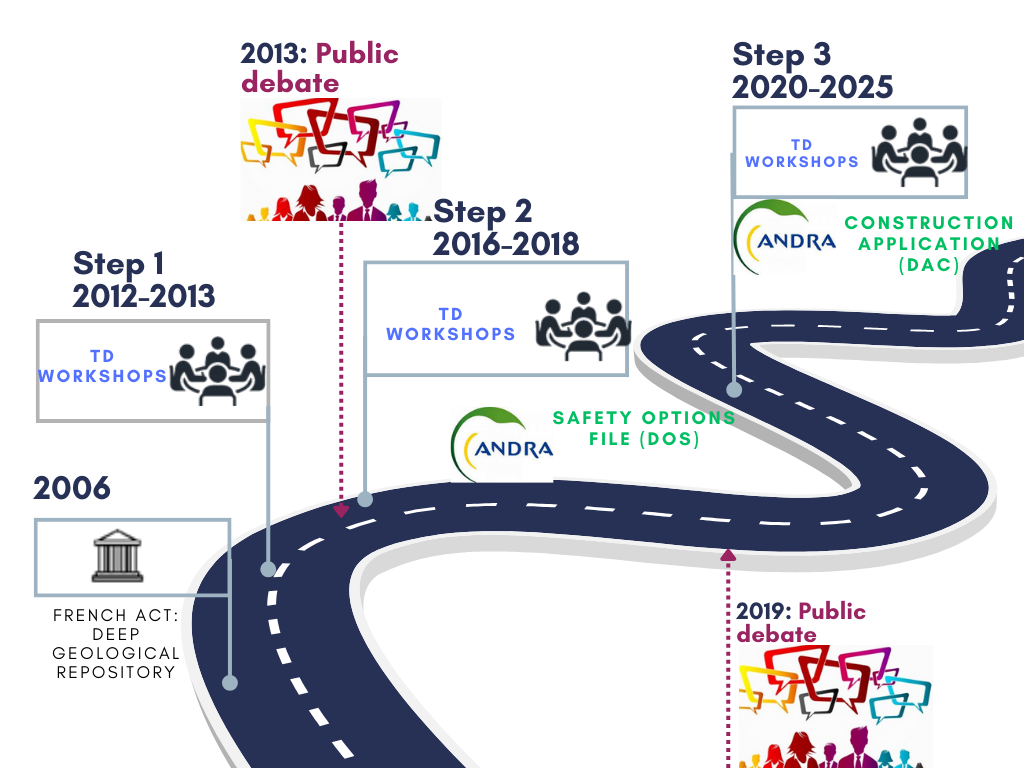 2013: Public
debate
Step 3
2020-2025
TD
WORKSHOPS
ANDRA
CONSTRUCTION
APPLICATION
(DAC)
Step 2
2016-2018
TD
WORKSHOPS
Step 1
2012-2013
TD
WORKSHOPS
ANDRA
SAFETY OPTIONS
FILE (DOS)
2006
FRENCH ACT:
DEEP
GEOLOGICAL
REPOSITORY
2019: Public
debate